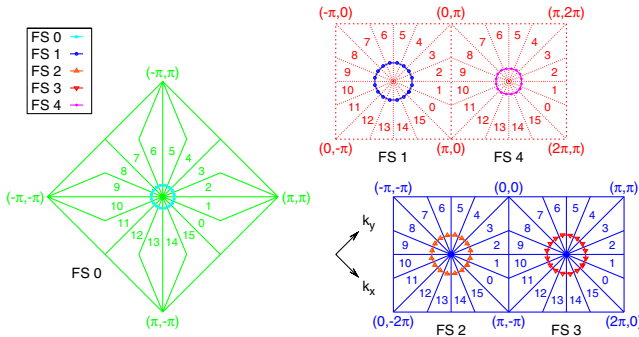 FS 0
FS 1
FS 2
FS 3
FS 4
(-π,π)
6 5
7 4
8 3
9 2
(-π,-π) (π,π)
10 1
11 0
12 15
13 14
FS 0
(π,-π)
(-π,0) (0,π) (π,2π)
7 6 5 4 7 6 5 4
8 3 8 3
9 2 9 2
10 1 10 1
11 0 11 0
12 13 14 15 12 13 14 15
(0,-π) (π,0) (2π,π)
FS 1 FS 4
(-π,-π) (0,0) (π,π)
7 6 5 4 7 6 5 4
8 3 8 3
9 2 9 2
10 1 10 1
11 0 11 0
12 13 14 15 12 13 14 15
(0,-2π) (π,-π) (2π,0)
FS 2 FS 3
k_y
k_x